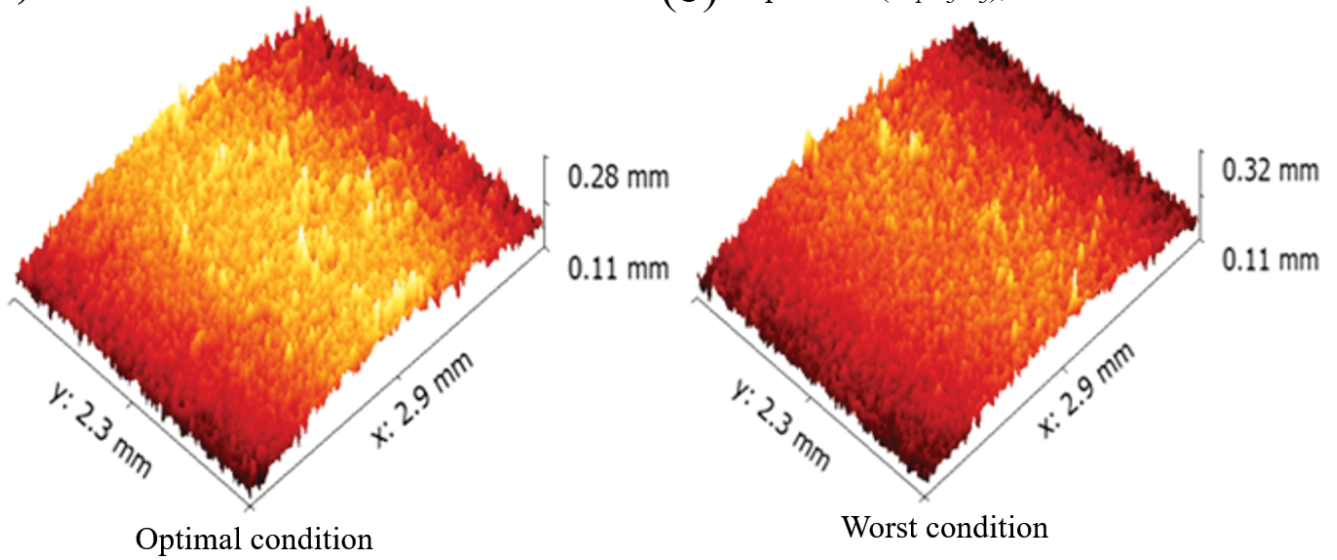 0.28 mm
0.11 mm
y: 2.3 mm
x: 2.9 mm
Optimal condition
0.32 mm
0.11 mm
y: 2.3 mm
x: 2.9 mm
Worst condition